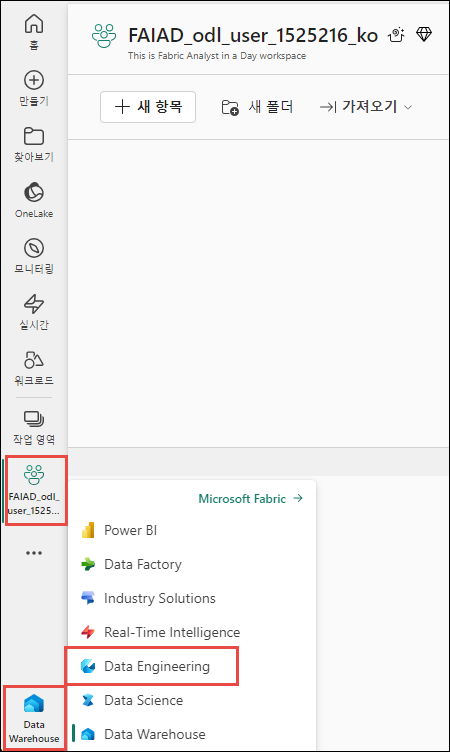 홈
만들기
찾아보기
OneLake
모니터링
실시간
워크로드
작업 영역
FAIAD_odl_
user_1525...
Data
Warehouse
FAIAD_odl_user_1525216_ko
This is Fabric Analyst in a Day workspace
새 항목
새 폴더
가져오기
Microsoft Fabric
Power BI
Data Factory
Industry Solutions
Real-Time Intelligence
Data Engineering
Data Science
Data Warehouse